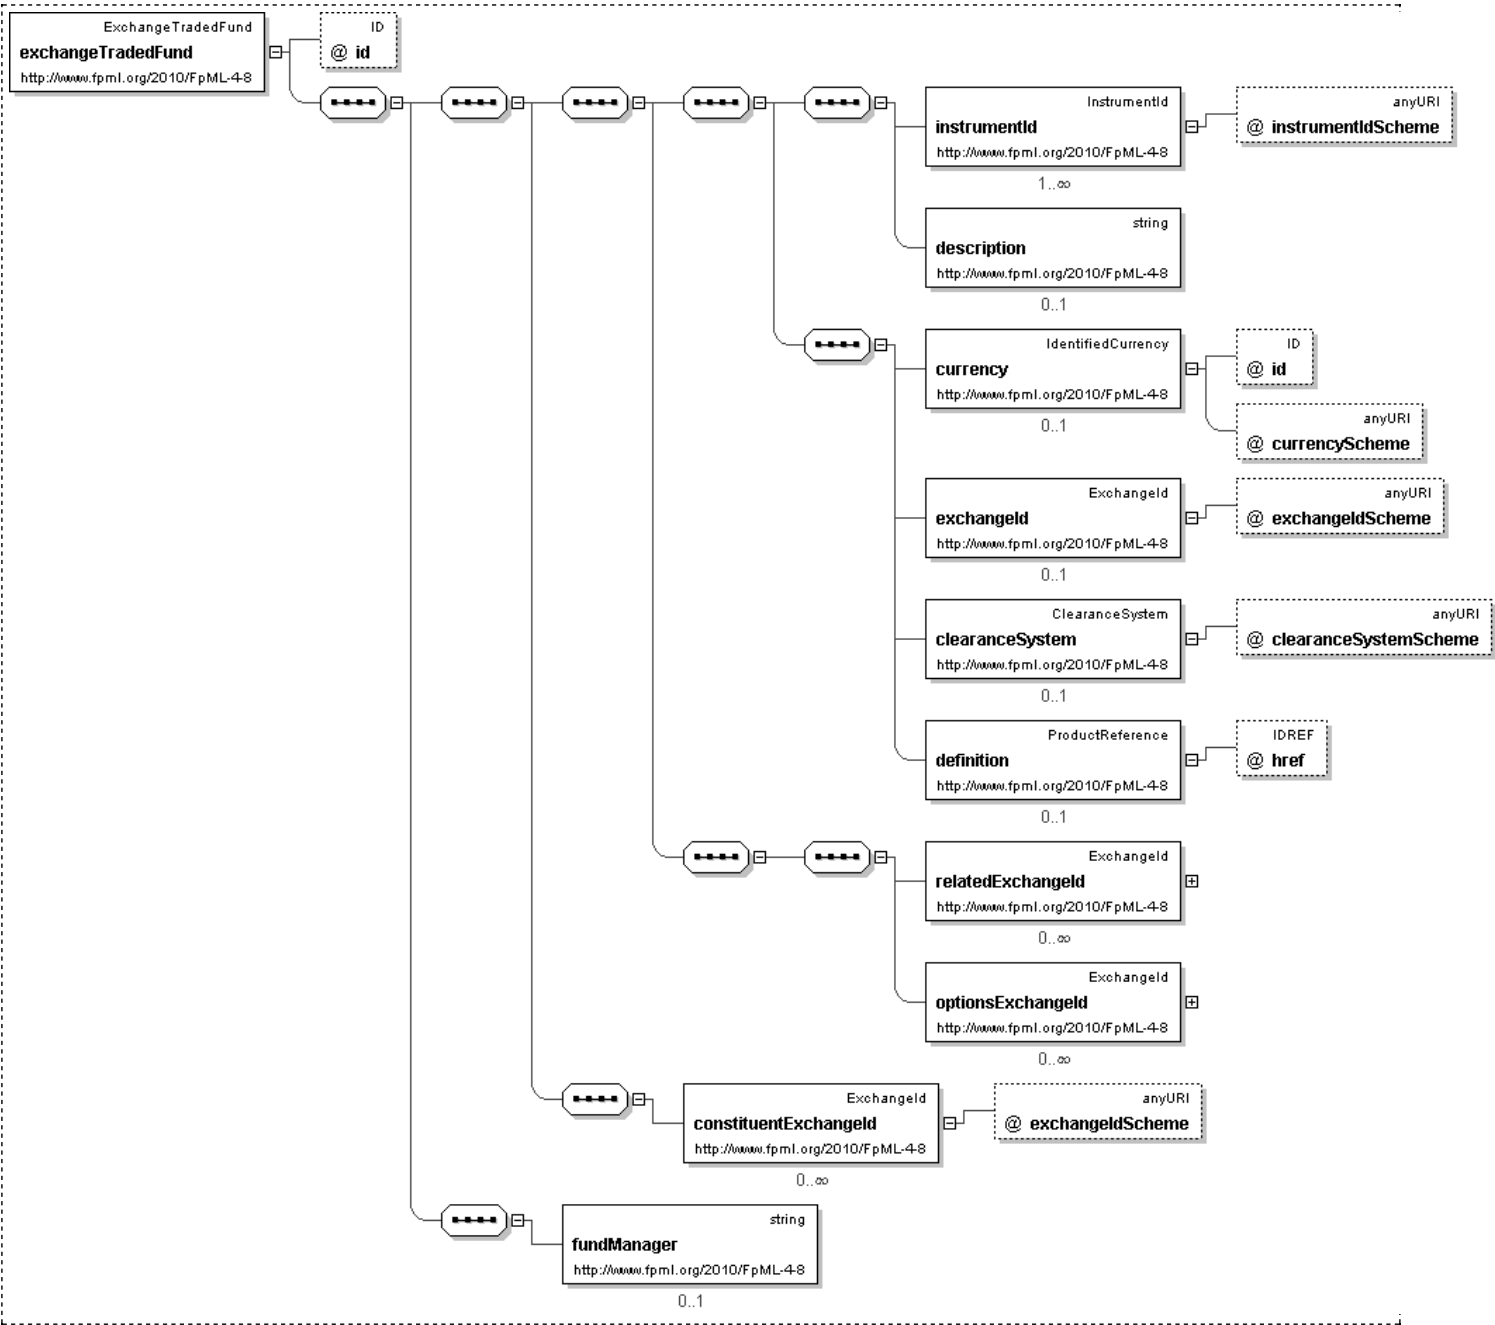 ExchangeTradedFund
exchangeTradedFund
http://www.fpml.org/2010/FpML-4-8
ID
@ id
InstrumentId
instrumentId
http://www.fpml.org/2010/FpML-4-8
1..∞
anyURI
@ instrumentIdScheme
string
description
http://www.fpml.org/2010/FpML-4-8
0..1
IdentifiedCurrency
currency
http://www.fpml.org/2010/FpML-4-8
0..1
ID
@ id
anyURI
@ currencyScheme
ExchangeId
exchangeId
http://www.fpml.org/2010/FpML-4-8
0..1
anyURI
@ exchangeIdScheme
ClearanceSystem
clearanceSystem
http://www.fpml.org/2010/FpML-4-8
0..1
anyURI
@ clearanceSystemScheme
ProductReference
definition
http://www.fpml.org/2010/FpML-4-8
0..1
IDREF
@ href
ExchangeId
relatedExchangeId
http://www.fpml.org/2010/FpML-4-8
0..∞
ExchangeId
optionsExchangeId
http://www.fpml.org/2010/FpML-4-8
0..∞
ExchangeId
constituentExchangeId
http://www.fpml.org/2010/FpML-4-8
0..∞
anyURI
@ exchangeIdScheme
string
fundManager
http://www.fpml.org/2010/FpML-4-8
0..1